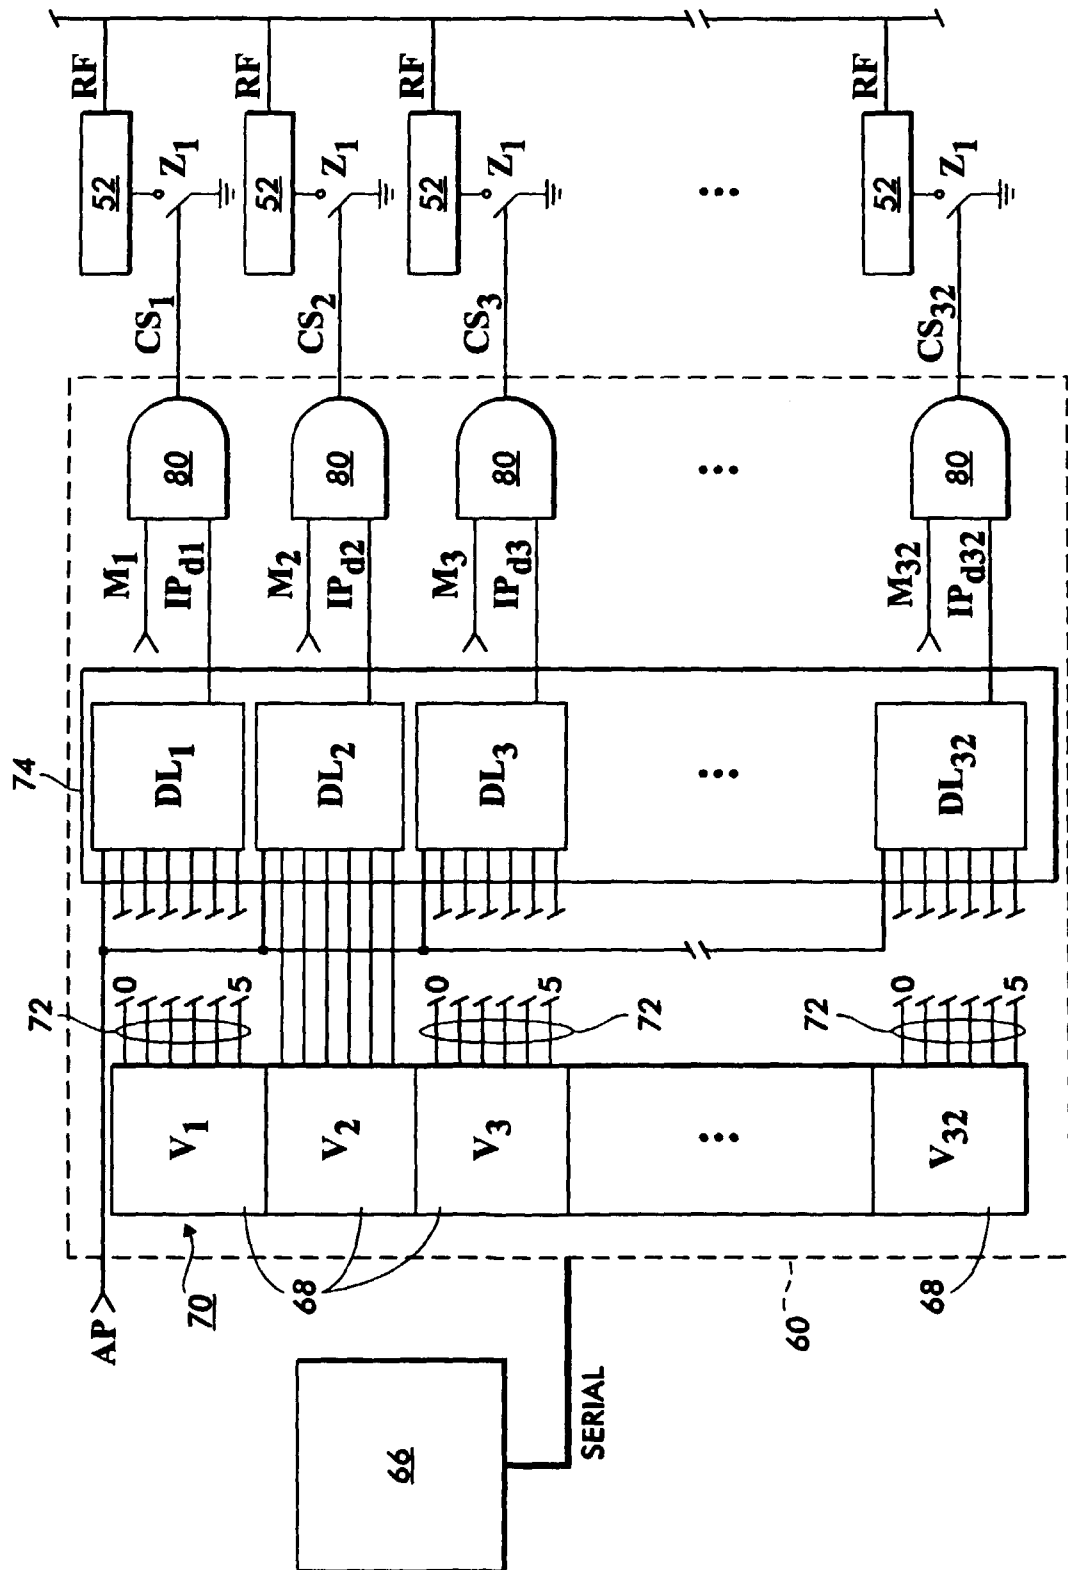 RF RF RF RF
52 52 52 52
Z1 Z1 Z1 Z1
CS1 CS2 CS3 CS32
80 80 80 80
M1 M2 M3 M32
IPd1 IPd2 IPd3 IPd32
74
DL1 DL2 DL3 DL32
0 0 0
5 5 5
72 72 72
V1 V2 V3 V32
AP
70
68 68
60
SERIAL
66